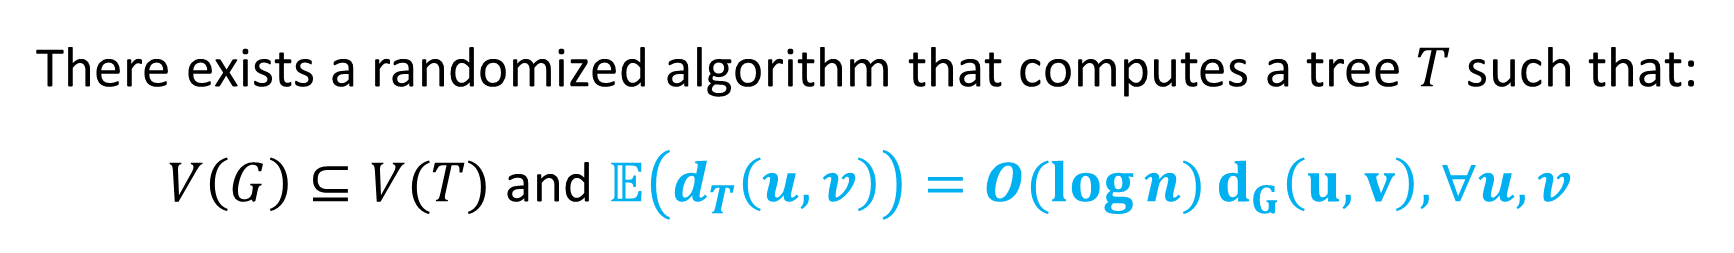 There exists a randomized algorithm that computes a tree 𝑇 such that:
𝑉(𝐺) ⊆ 𝑉(𝑇) and 𝔼(𝒅_𝑻(𝒖, 𝒗)) = 𝑶(𝐥𝐨𝐠 𝒏) 𝐝_𝐆(𝐮, 𝐯), ∀𝒖, 𝒗